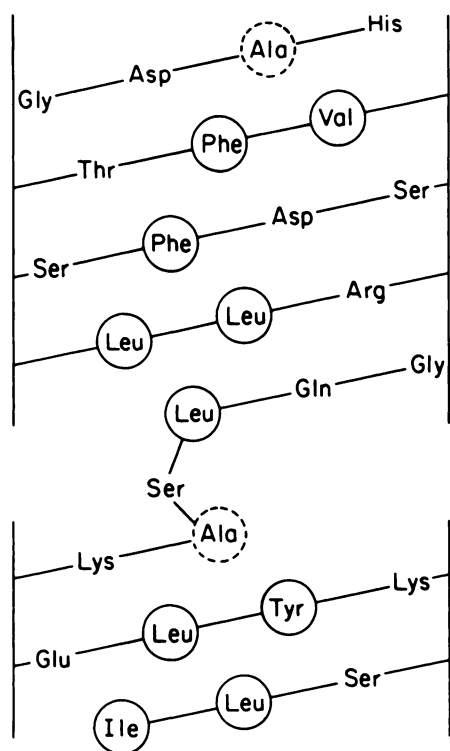 Gly Asp Ala His
Thr Phe Val
Ser Phe Asp Ser
Leu Leu Arg
Leu Gln Gly
Ser
Lys Ala
Glu Leu Tyr Lys
Ile Leu Ser